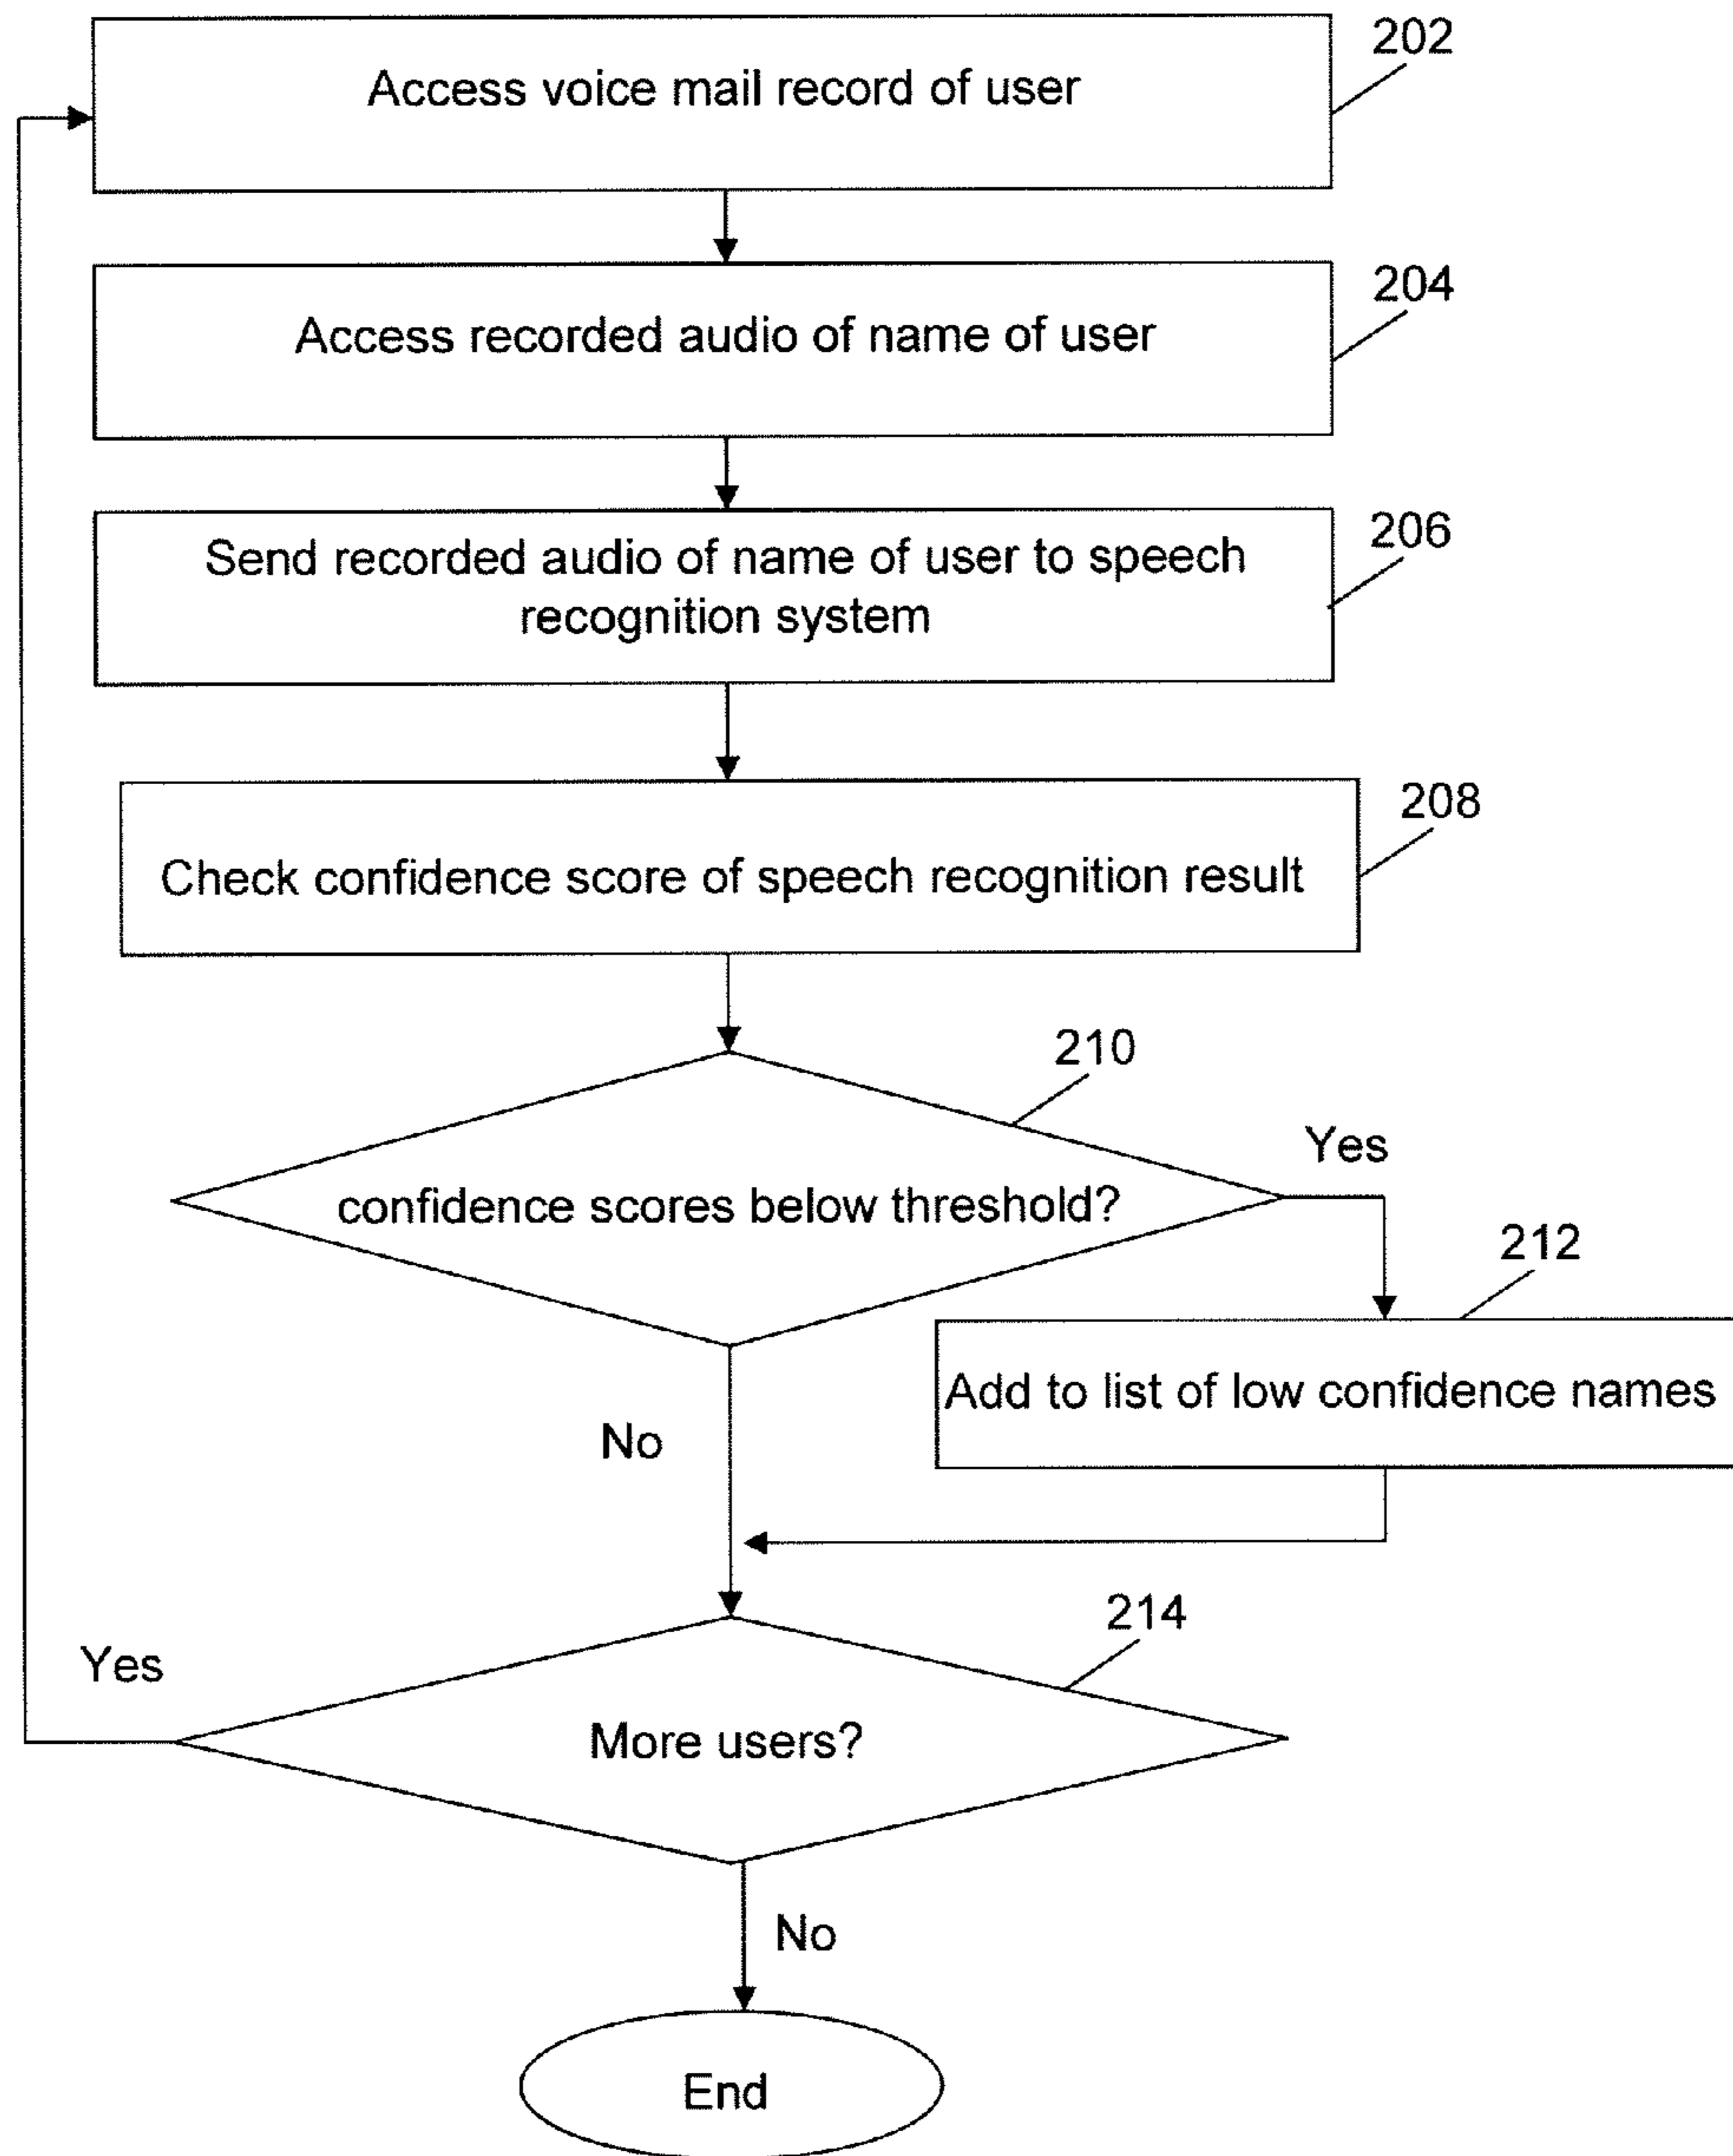 202
Access voice mail record of user
204
Access recorded audio of name of user
206
Send recorded audio of name of user to speech
recognition system
208
Check confidence score of speech recognition result
210
Yes
confidence scores below threshold?
212
Add to list of low confidence names
No
214
Yes
More users?
No
End